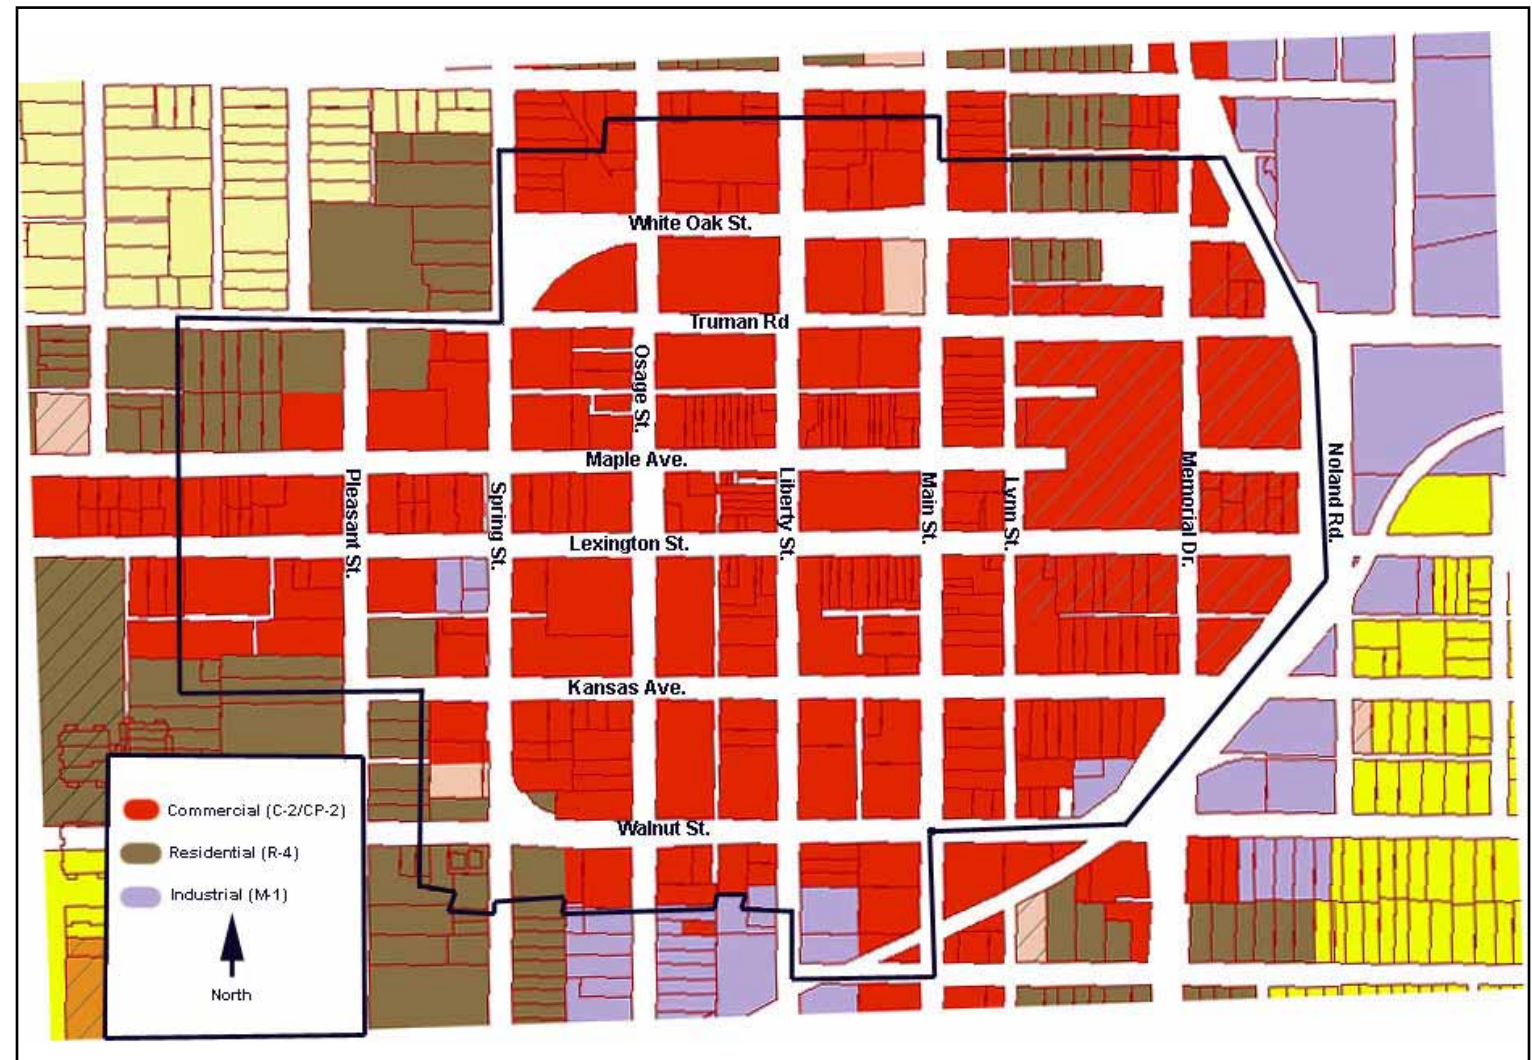 White Oak St.
Truman Rd
Osage St.
Maple Ave.
Pleasant St.
Spring St.
Liberty St.
Main St.
Lynn St.
Memorial Dr.
Noland Rd.
Lexington St.
Kansas Ave.
Walnut St.
Commercial (C-2/CP-2)
Residential (R-4)
Industrial (M-1)
North